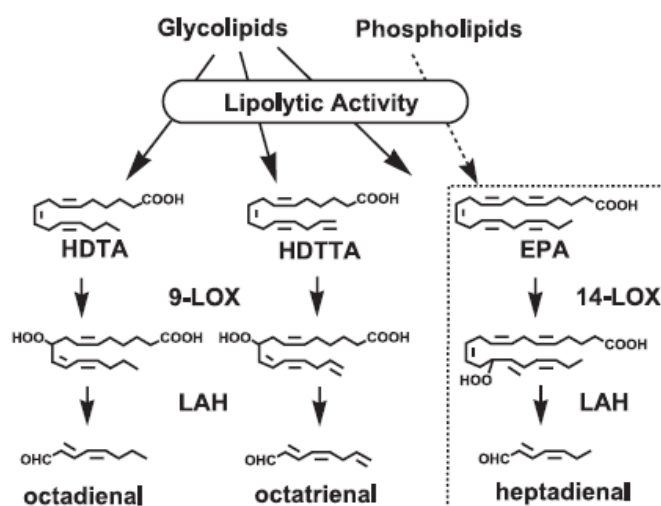 Glycolipids Phospholipids
Lipolytic Activity
COOH COOH COOH
HDTA HDTTA EPA
9-LOX 14-LOX
HOO COOH HOO COOH COOH
HOO
LAH LAH
OHC OHC OHC
octadienal octatrienal heptadienal